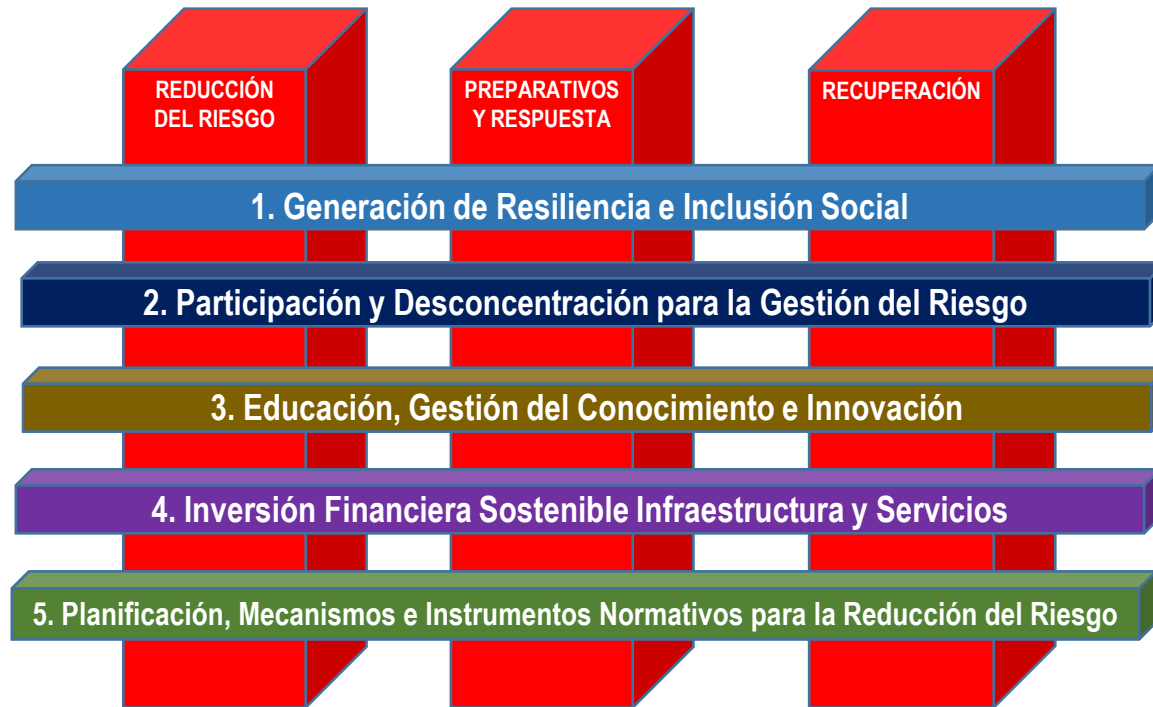 REDUCCIÓN
DEL RIESGO
PREPARATIVOS
Y RESPUESTA
RECUPERACIÓN
1. Generación de Resiliencia e Inclusión Social
2. Participación y Desconcentración para la Gestión del Riesgo
3. Educación, Gestión del Conocimiento e Innovación
4. Inversión Financiera Sostenible Infraestructura y Servicios
5. Planificación, Mecanismos e Instrumentos Normativos para la Reducción del Riesgo